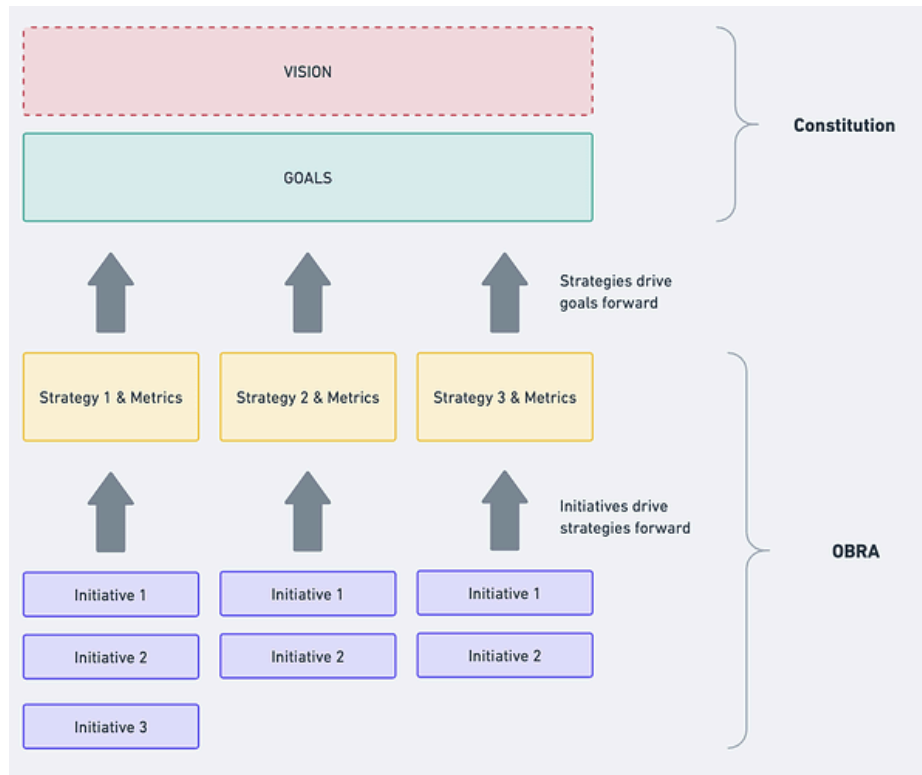 VISION
Constitution
GOALS
Strategies drive
goals forward
Strategy 1 & Metrics
Strategy 2 & Metrics
Strategy 3 & Metrics
Initiatives drive
strategies forward
OBRA
Initiative 1
Initiative 1
Initiative 1
Initiative 2
Initiative 2
Initiative 2
Initiative 3